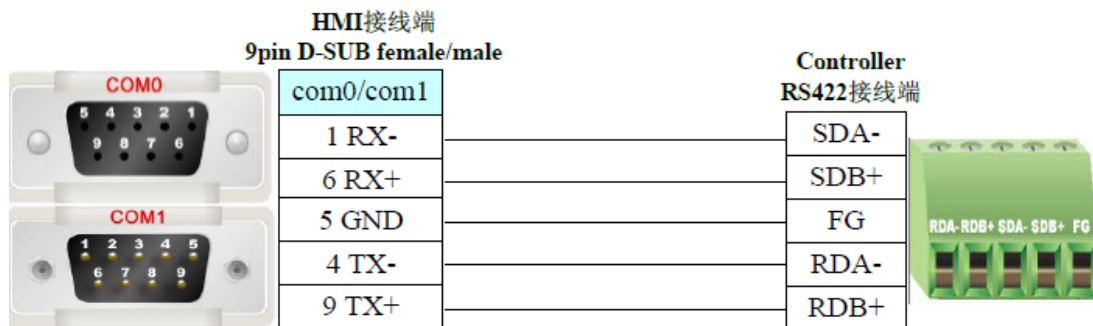 HMI接线端
9pin D-SUB female/male
Controller
RS422接线端
COM0
5 4 3 2 1
9 8 7 6
COM1
1 2 3 4 5
6 7 8 9
com0/com1
1 RX-
SDA-
6 RX+
SDB+
5 GND
FG
4 TX-
RDA-
9 TX+
RDB+
RDA- RDB+ SDA- SDB+ FG